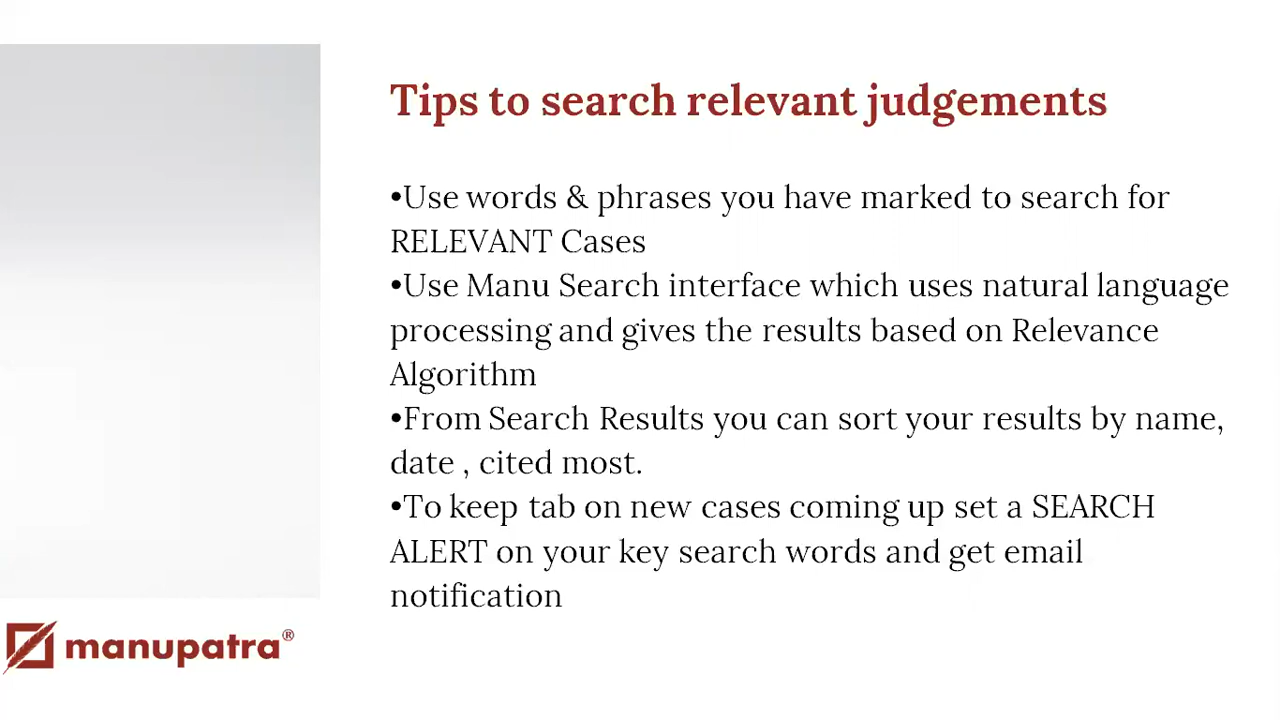 Tips to search relevant judgements
•Use words & phrases you have marked to search for
RELEVANT Cases
•Use Manu Search interface which uses natural language
processing and gives the results based on Relevance
Algorithm
•From Search Results you can sort your results by name,
date , cited most.
•To keep tab on new cases coming up set a SEARCH
ALERT on your key search words and get email
notification
manupatra®